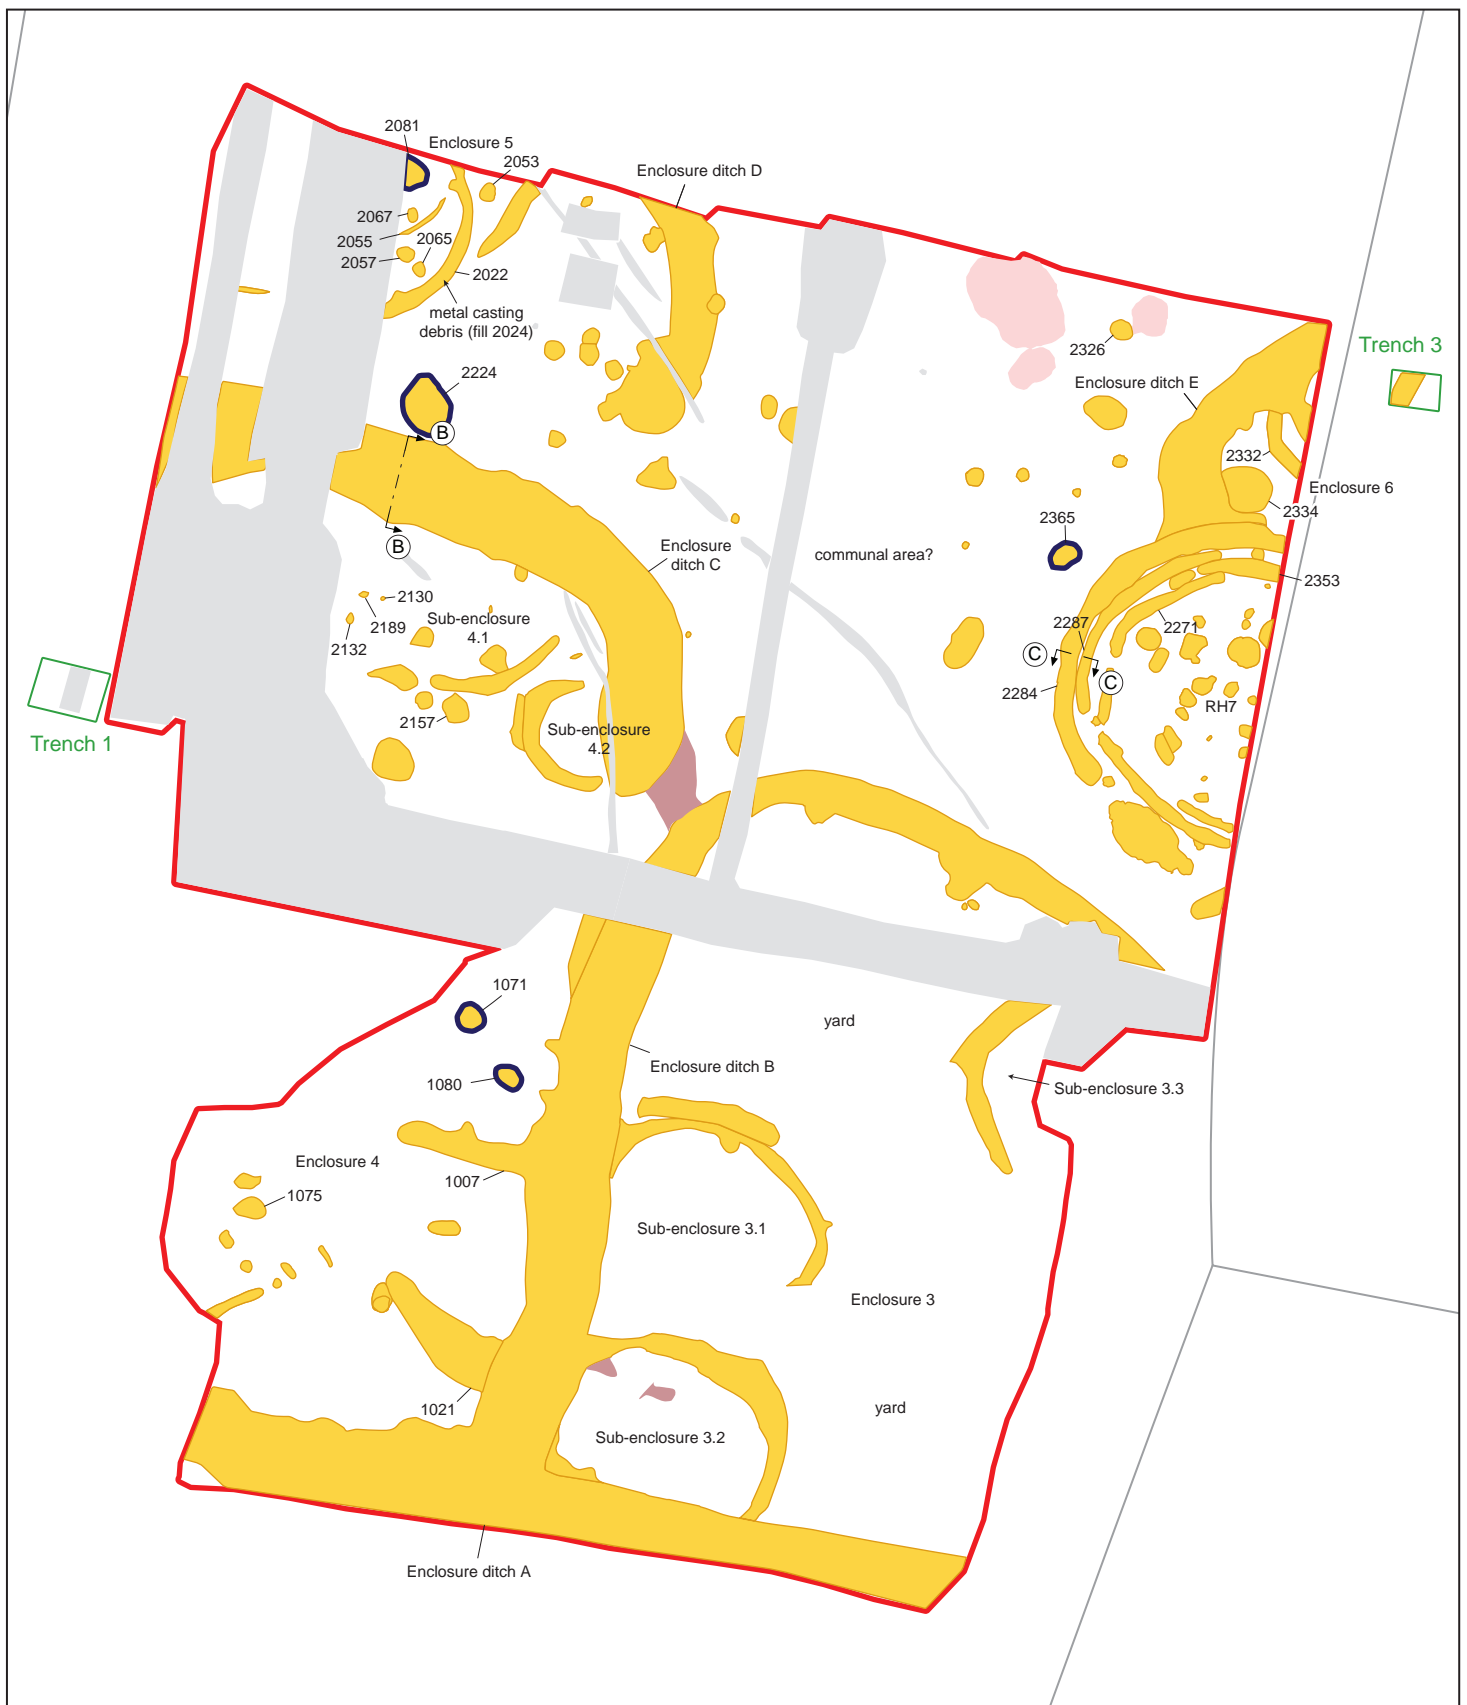 2081
Enclosure 5
2053
Enclosure ditch D
2067
2055
2065
2057
2022
metal casting
debris (fill 2024)
2326
Trench 3
2224
Enclosure ditch E
B
2332
Enclosure 6
2334
2365
B
Enclosure
ditch C
communal area?
2353
2130
2189
Sub-enclosure
4.1
2132
2287
2271
C
C
2284
RH7
2157
Sub-enclosure
4.2
Trench 1
1071
yard
Enclosure ditch B
1080
Sub-enclosure 3.3
Enclosure 4
1007
1075
Sub-enclosure 3.1
Enclosure 3
1021
yard
Sub-enclosure 3.2
Enclosure ditch A